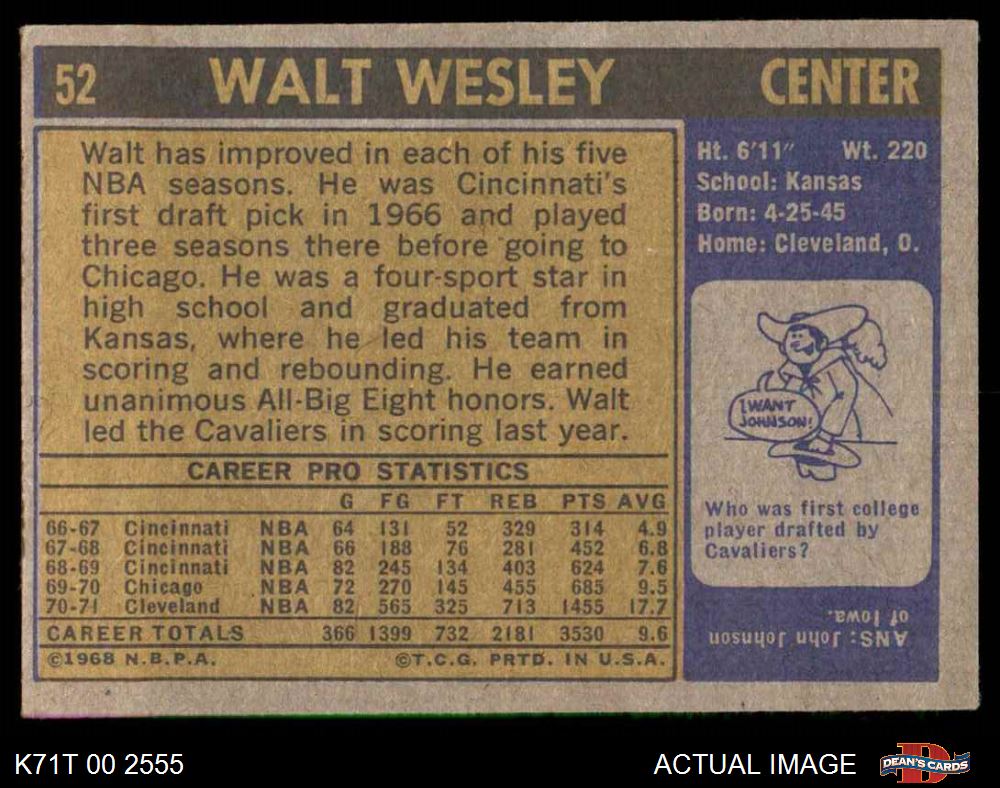 52 WALT WESLEY CENTER
Walt has improved in each of his five
NBA seasons. He was Cincinnati's
first draft pick in 1966 and played
three seasons there before going to
Chicago. He was a four-sport star in
high school and graduated from
Kansas, where he led his team in
scoring and rebounding. He earned
unanimous All-Big Eight honors. Walt
led the Cavaliers in scoring last year.
CAREER PRO STATISTICS
G FG FT REB PTS AVG
66-67 Cincinnati NBA 64 131 52 329 314 4.9
67-68 Cincinnati NBA 66 188 76 281 452 6.8
68-69 Cincinnati NBA 82 245 134 403 624 7.6
69-70 Chicago NBA 72 270 145 455 685 9.5
70-71 Cleveland NBA 82 565 325 713 1455 17.7
CAREER TOTALS 366 1399 732 2181 3530 9.6
©1968 N.B.P.A. ©T.C.G. PRTD. IN U.S.A.
Ht. 6'11" Wt. 220
School: Kansas
Born: 4-25-45
Home: Cleveland, O.
I WANT
JOHNSON!
Who was first college
player drafted by
Cavaliers?
ANS: John Johnson
of Iowa.
K71T 00 2555 ACTUAL IMAGE
D
DEAN'S CARDS